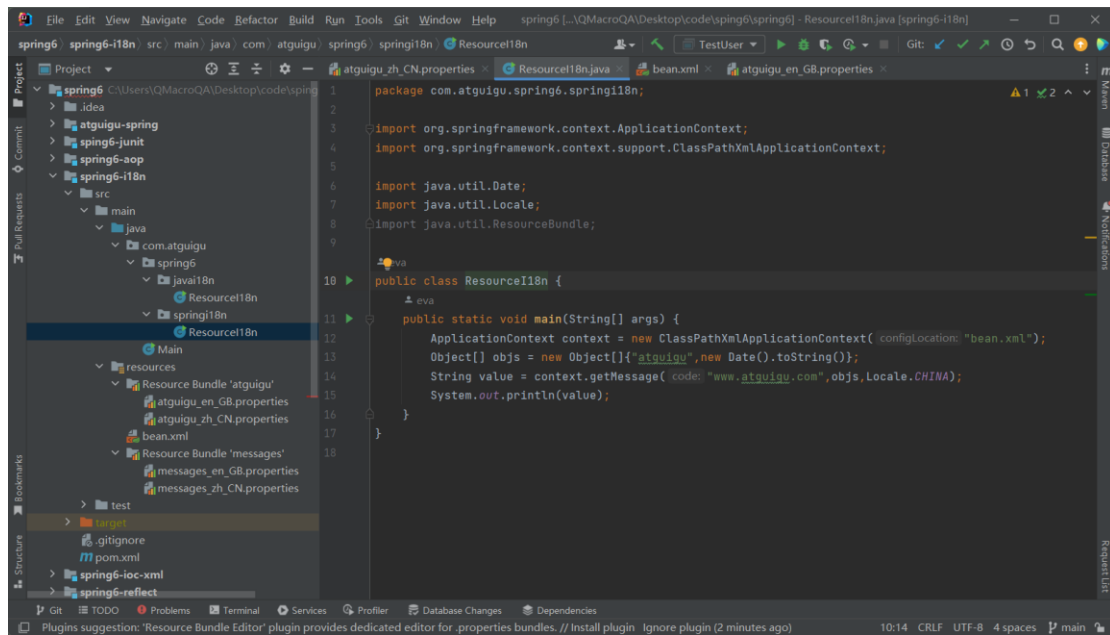 File Edit View Navigate Code Refactor Build Run Tools Git Window Help spring6 [...\QMacroQA\Desktop\code\sping6\spring6] - ResourceI18n.java [spring6-i18n]
spring6 spring6-i18n src main java com atguigu spring6 springi18n ResourceI18n TestUser Git:
Project atguigu_zh_CN.properties ResourceI18n.java bean.xml atguigu_en_GB.properties
spring6 C:\Users\QMacroQA\Desktop\code\sping
.idea
atguigu-spring
sping6-junit
spring6-aop
spring6-i18n
src
main
java
com.atguigu
spring6
javai18n
ResourceI18n
springi18n
ResourceI18n
Main
resources
Resource Bundle 'atguigu'
atguigu_en_GB.properties
atguigu_zh_CN.properties
bean.xml
Resource Bundle 'messages'
messages_en_GB.properties
messages_zh_CN.properties
test
target
.gitignore
pom.xml
spring6-ioc-xml
spring6-reflect
1 package com.atguigu.spring6.springi18n;
2
3 import org.springframework.context.ApplicationContext;
4 import org.springframework.context.support.ClassPathXmlApplicationContext;
5
6 import java.util.Date;
7 import java.util.Locale;
8 import java.util.ResourceBundle;
9
eva
10 public class ResourceI18n {
eva
11 public static void main(String[] args) {
12 ApplicationContext context = new ClassPathXmlApplicationContext( configLocation: "bean.xml");
13 Object[] objs = new Object[]{"atguigu",new Date().toString()};
14 String value = context.getMessage( code: "www.atguigu.com",objs,Locale.CHINA);
15 System.out.println(value);
16 }
17 }
18
1 2
Project
Commit
Pull Requests
Bookmarks
Structure
Maven
Database
Notifications
Request List
Git TODO Problems Terminal Services Profiler Database Changes Dependencies
Plugins suggestion: 'Resource Bundle Editor' plugin provides dedicated editor for .properties bundles. // Install plugin Ignore plugin (2 minutes ago) 10:14 CRLF UTF-8 4 spaces main